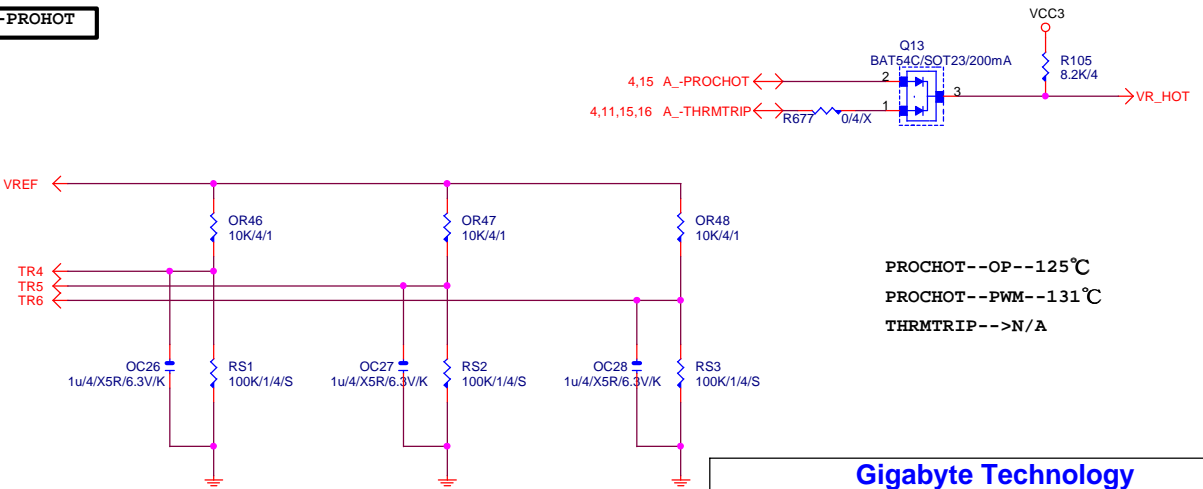 -PROHOT
VCC3
Q13
BAT54C/SOT23/200mA
R105
8.2K/4
4,15 A_-PROCHOT
2
3
VR_HOT
4,11,15,16 A_-THRMTRIP
1
R677
0/4/X
VREF
OR46
10K/4/1
OR47
10K/4/1
OR48
10K/4/1
TR4
TR5
TR6
PROCHOT--OP--125℃
PROCHOT--PWM--131℃
THRMTRIP-->N/A
OC26
1u/4/X5R/6.3V/K
RS1
100K/1/4/S
OC27
1u/4/X5R/6.3V/K
RS2
100K/1/4/S
OC28
1u/4/X5R/6.3V/K
RS3
100K/1/4/S
Gigabyte Technology